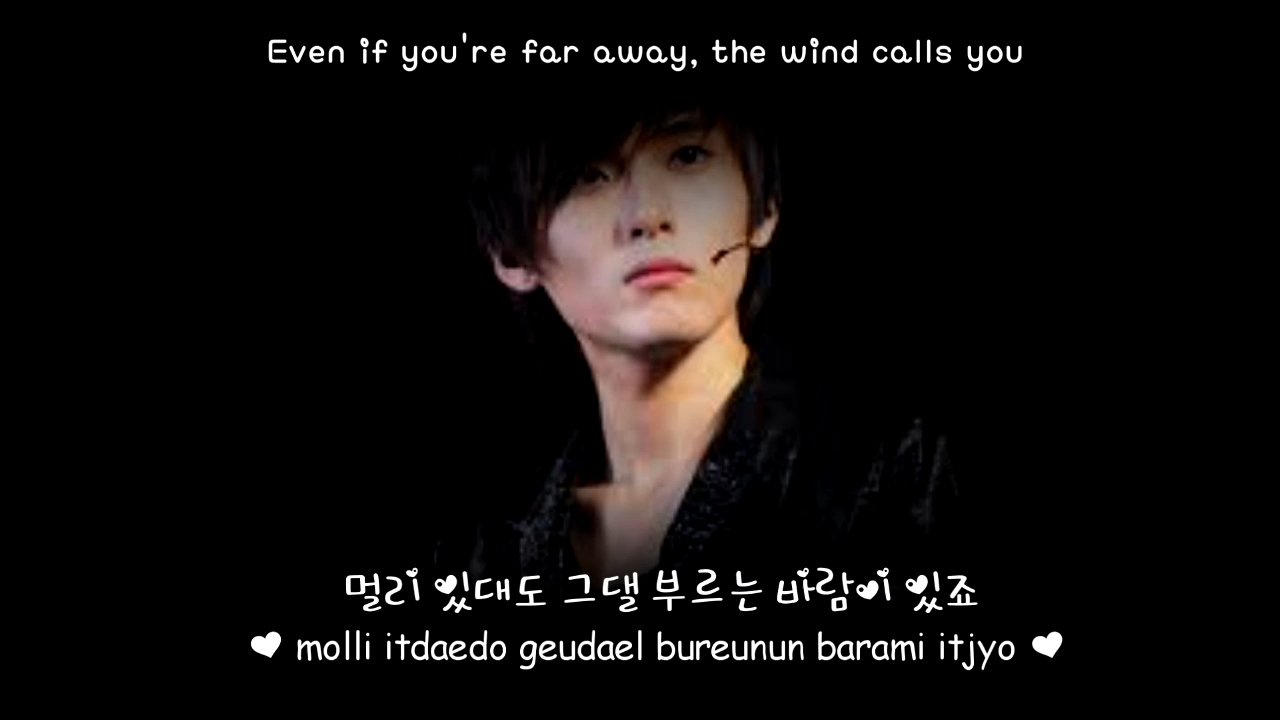 Even if you're far away, the wind calls you
멀리 있대도 그댈 부르는 바람이 있죠
♥ molli itdaedo geudael bureunun barami itjyo ♥